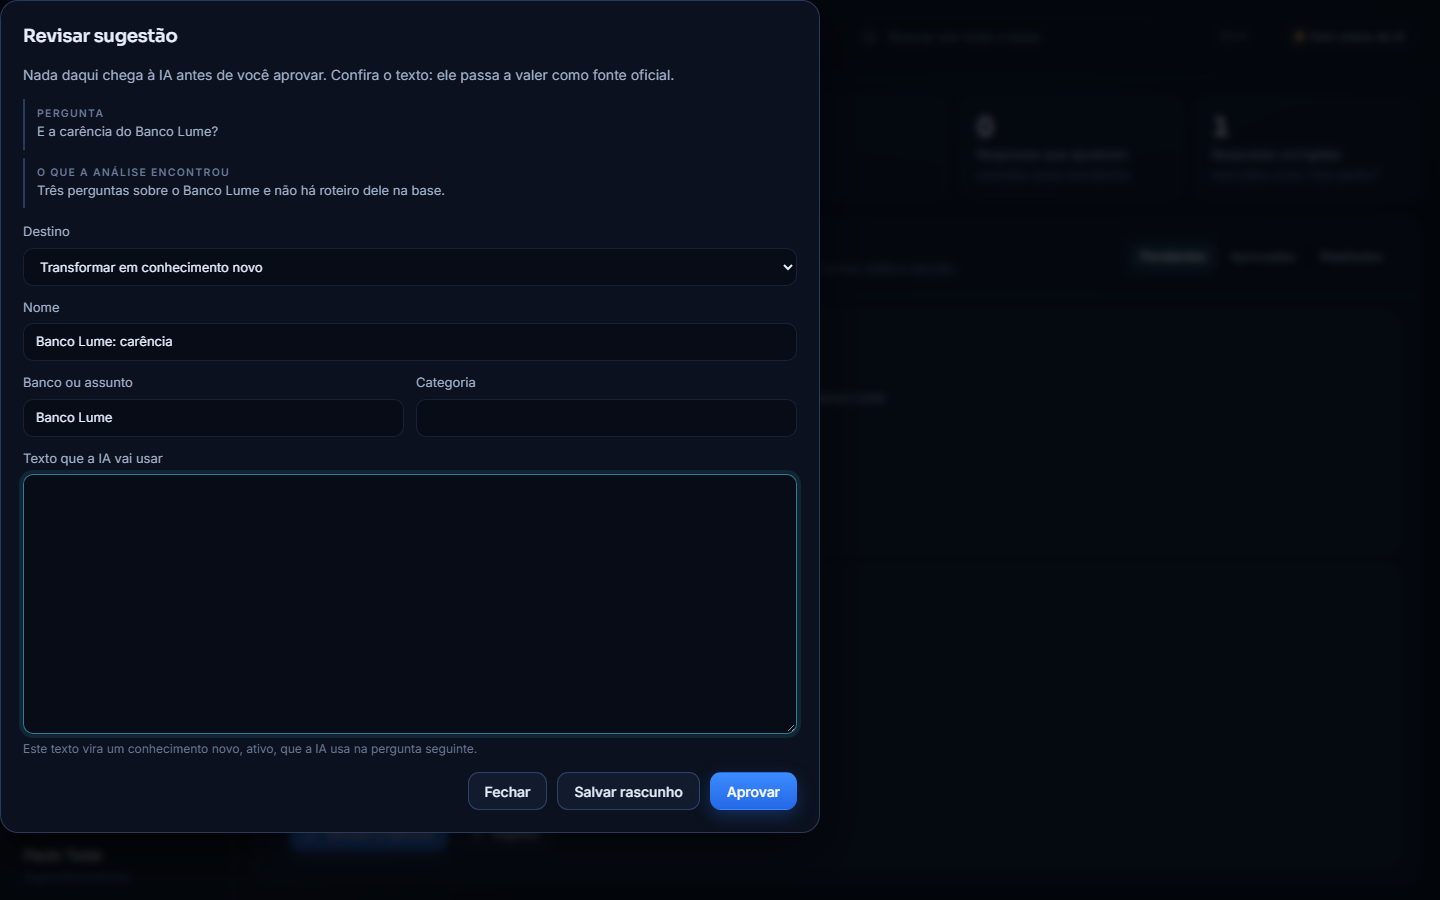 Revisar sugestão
Nada daqui chega à IA antes de você aprovar. Confira o texto: ele passa a valer como fonte oficial.
PERGUNTA
E a carência do Banco Lume?
O QUE A ANÁLISE ENCONTROU
Três perguntas sobre o Banco Lume e não há roteiro dele na base.
Destino
Transformar em conhecimento novo
Nome
Banco Lume: carência
Banco ou assunto
Categoria
Banco Lume
Texto que a IA vai usar
Este texto vira um conhecimento novo, ativo, que a IA usa na pergunta seguinte.
Fechar
Salvar rascunho
Aprovar
0
1